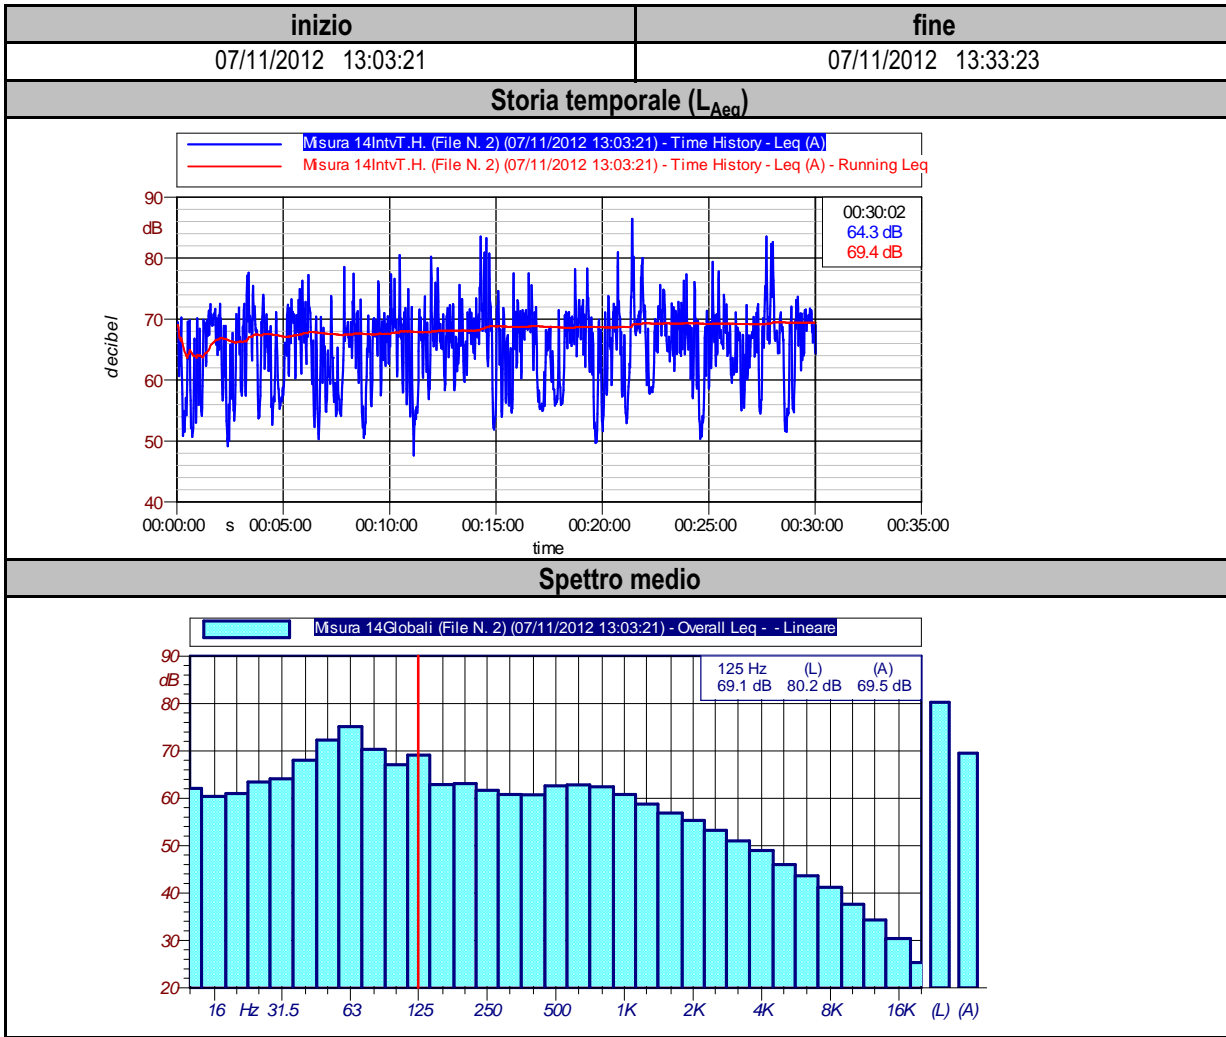 inizio fine
07/11/2012 13:03:21 07/11/2012 13:33:23
Storia temporale (LAeq)
Misura 14IntvT.H. (File N. 2) (07/11/2012 13:03:21) - Time History - Leq (A)
Misura 14IntvT.H. (File N. 2) (07/11/2012 13:03:21) - Time History - Leq (A) - Running Leq
90
dB
80
70
60
50
40
decibel
00:30:02
64.3 dB
69.4 dB
00:00:00 s 00:05:00 00:10:00 00:15:00 00:20:00 00:25:00 00:30:00 00:35:00
time
Spettro medio
Misura 14Globali (File N. 2) (07/11/2012 13:03:21) - Overall Leq - - Lineare
90
dB
80
70
60
50
40
30
20
125 Hz (L) (A)
69.1 dB 80.2 dB 69.5 dB
16 Hz 31.5 63 125 250 500 1K 2K 4K 8K 16K (L) (A)